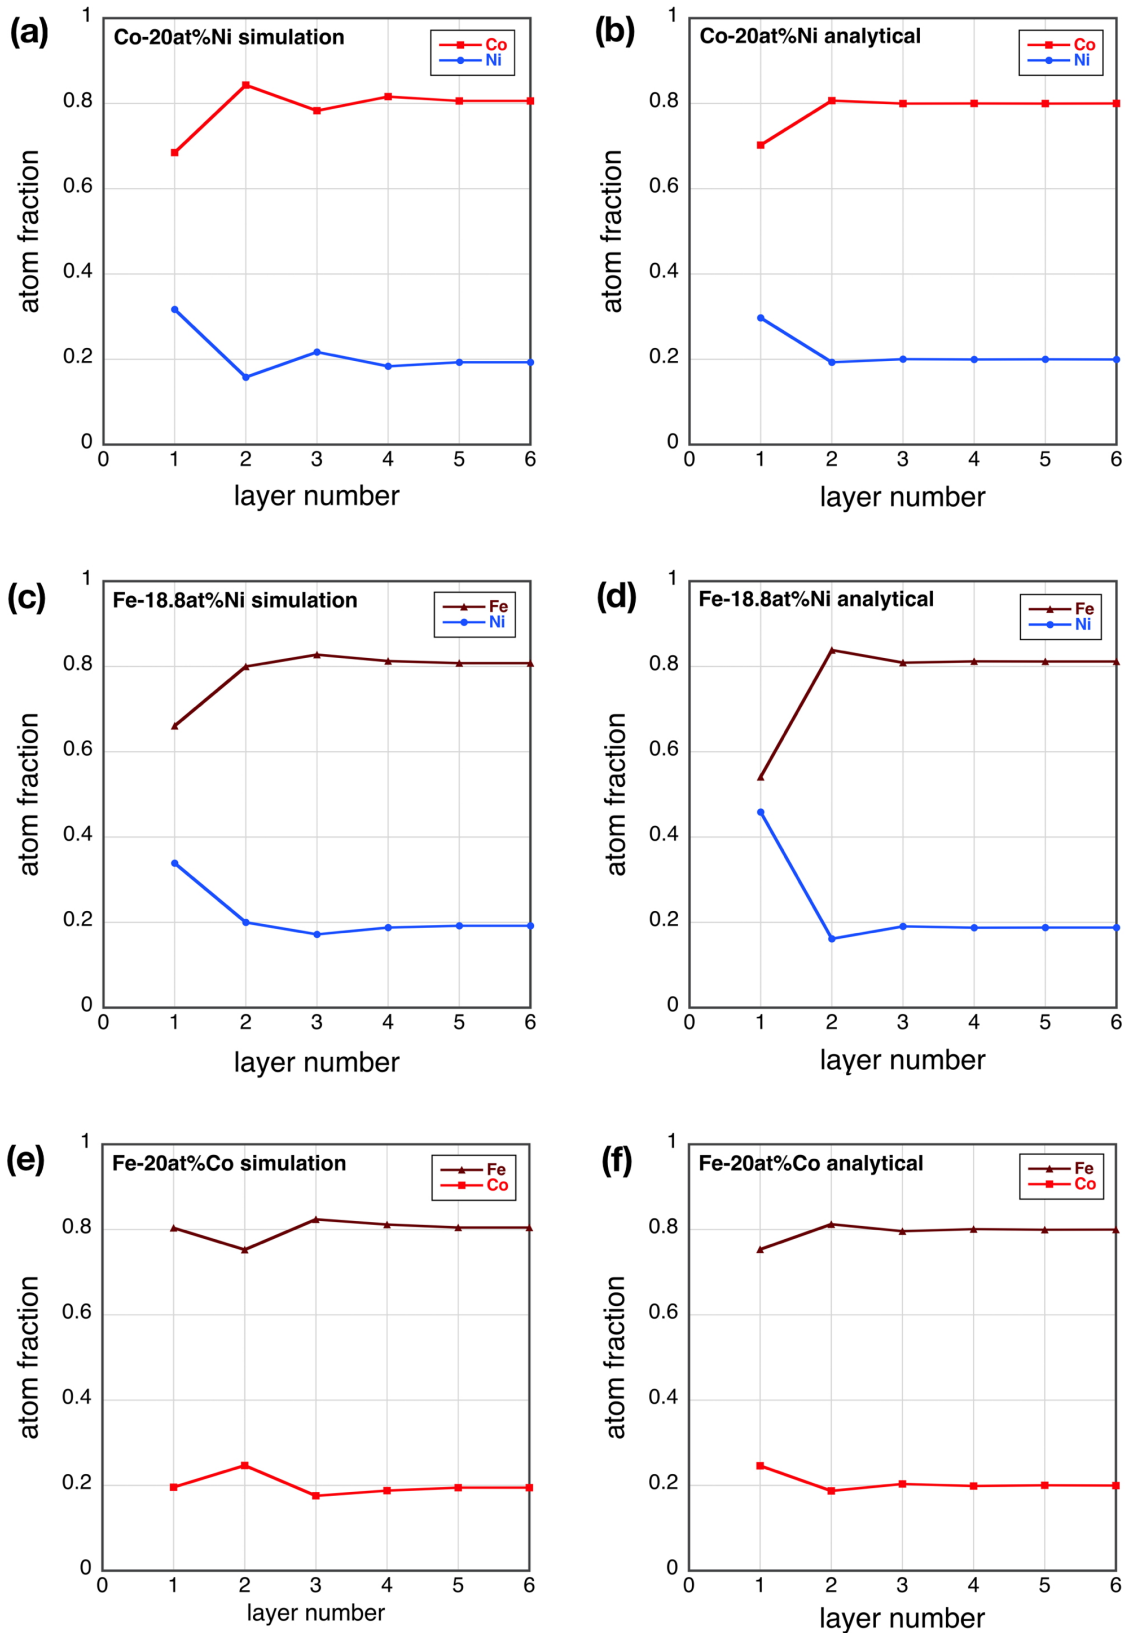 (a)
Co-20at%Ni simulation
Co
Ni
1
0.8
0.6
0.4
0.2
0
atom fraction
0 1 2 3 4 5 6
layer number
(b)
Co-20at%Ni analytical
Co
Ni
1
0.8
0.6
0.4
0.2
0
atom fraction
0 1 2 3 4 5 6
layer number
(c)
Fe-18.8at%Ni simulation
Fe
Ni
1
0.8
0.6
0.4
0.2
0
atom fraction
0 1 2 3 4 5 6
layer number
(d)
Fe-18.8at%Ni analytical
Fe
Ni
1
0.8
0.6
0.4
0.2
0
atom fraction
0 1 2 3 4 5 6
layer number
(e)
Fe-20at%Co simulation
Fe
Co
1
0.8
0.6
0.4
0.2
0
atom fraction
0 1 2 3 4 5 6
layer number
(f)
Fe-20at%Co analytical
Fe
Co
1
0.8
0.6
0.4
0.2
0
atom fraction
0 1 2 3 4 5 6
layer number